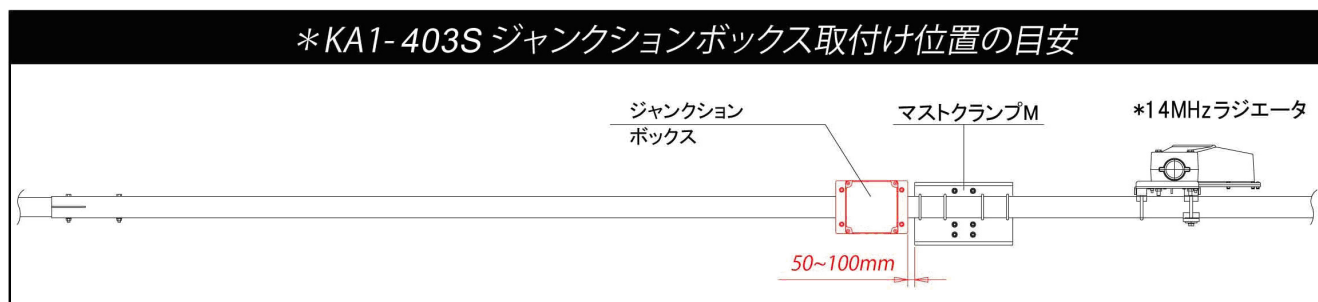 ＊KA1-403S ジャンクションボックス取付け位置の目安
ジャンクション
ボックス
マストクランプM
*14MHzラジエータ
50~100mm